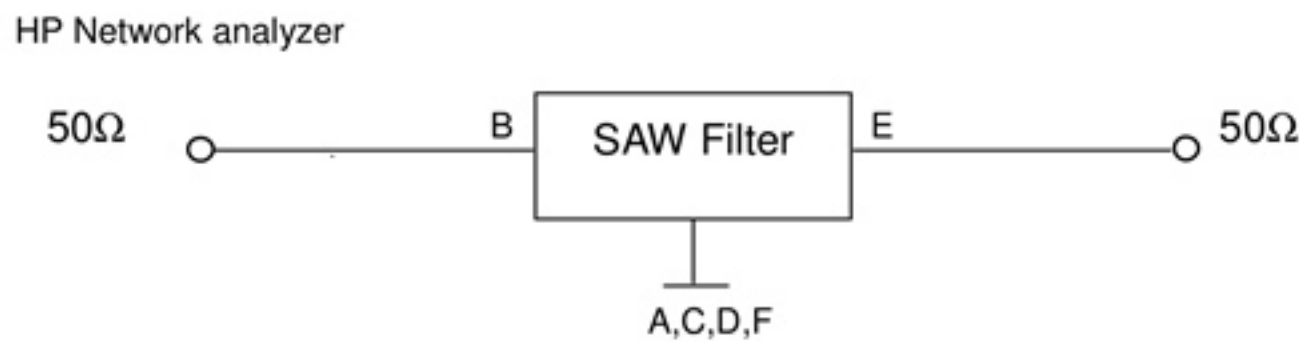 HP Network analyzer
50Ω
B
SAW Filter
E
50Ω
A,C,D,F